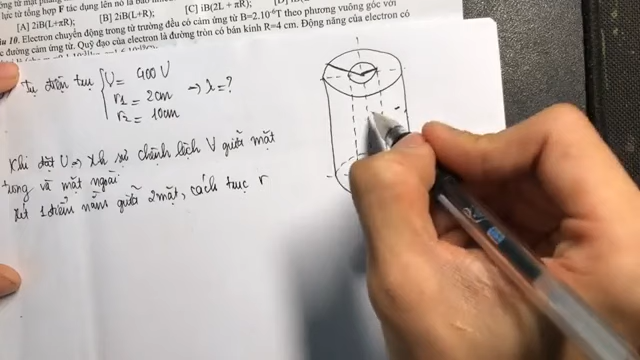 lực từ tổng hợp F tác dụng lên nó là bao nhiêu
[A] 2iB(L+πR); [B] 2iB(L+R); [C] iB(2L + πR);
10. Electron chuyển động trong từ trường đều có cảm ứng từ B=2.10⁻⁶T theo phương vuông góc với
đường cảm ứng từ. Quỹ đạo của electron là đường tròn có bán kính R=4 cm. Động năng của electron có
Tụ điện trụ U = 400 V
r1 = 2cm → λ = ?
r2 = 10cm
Khi đặt U => xh sự chênh lệch V giữa mặt
trong và mặt ngoài.
Xét 1 điểm nằm giữa 2 mặt, cách trục r